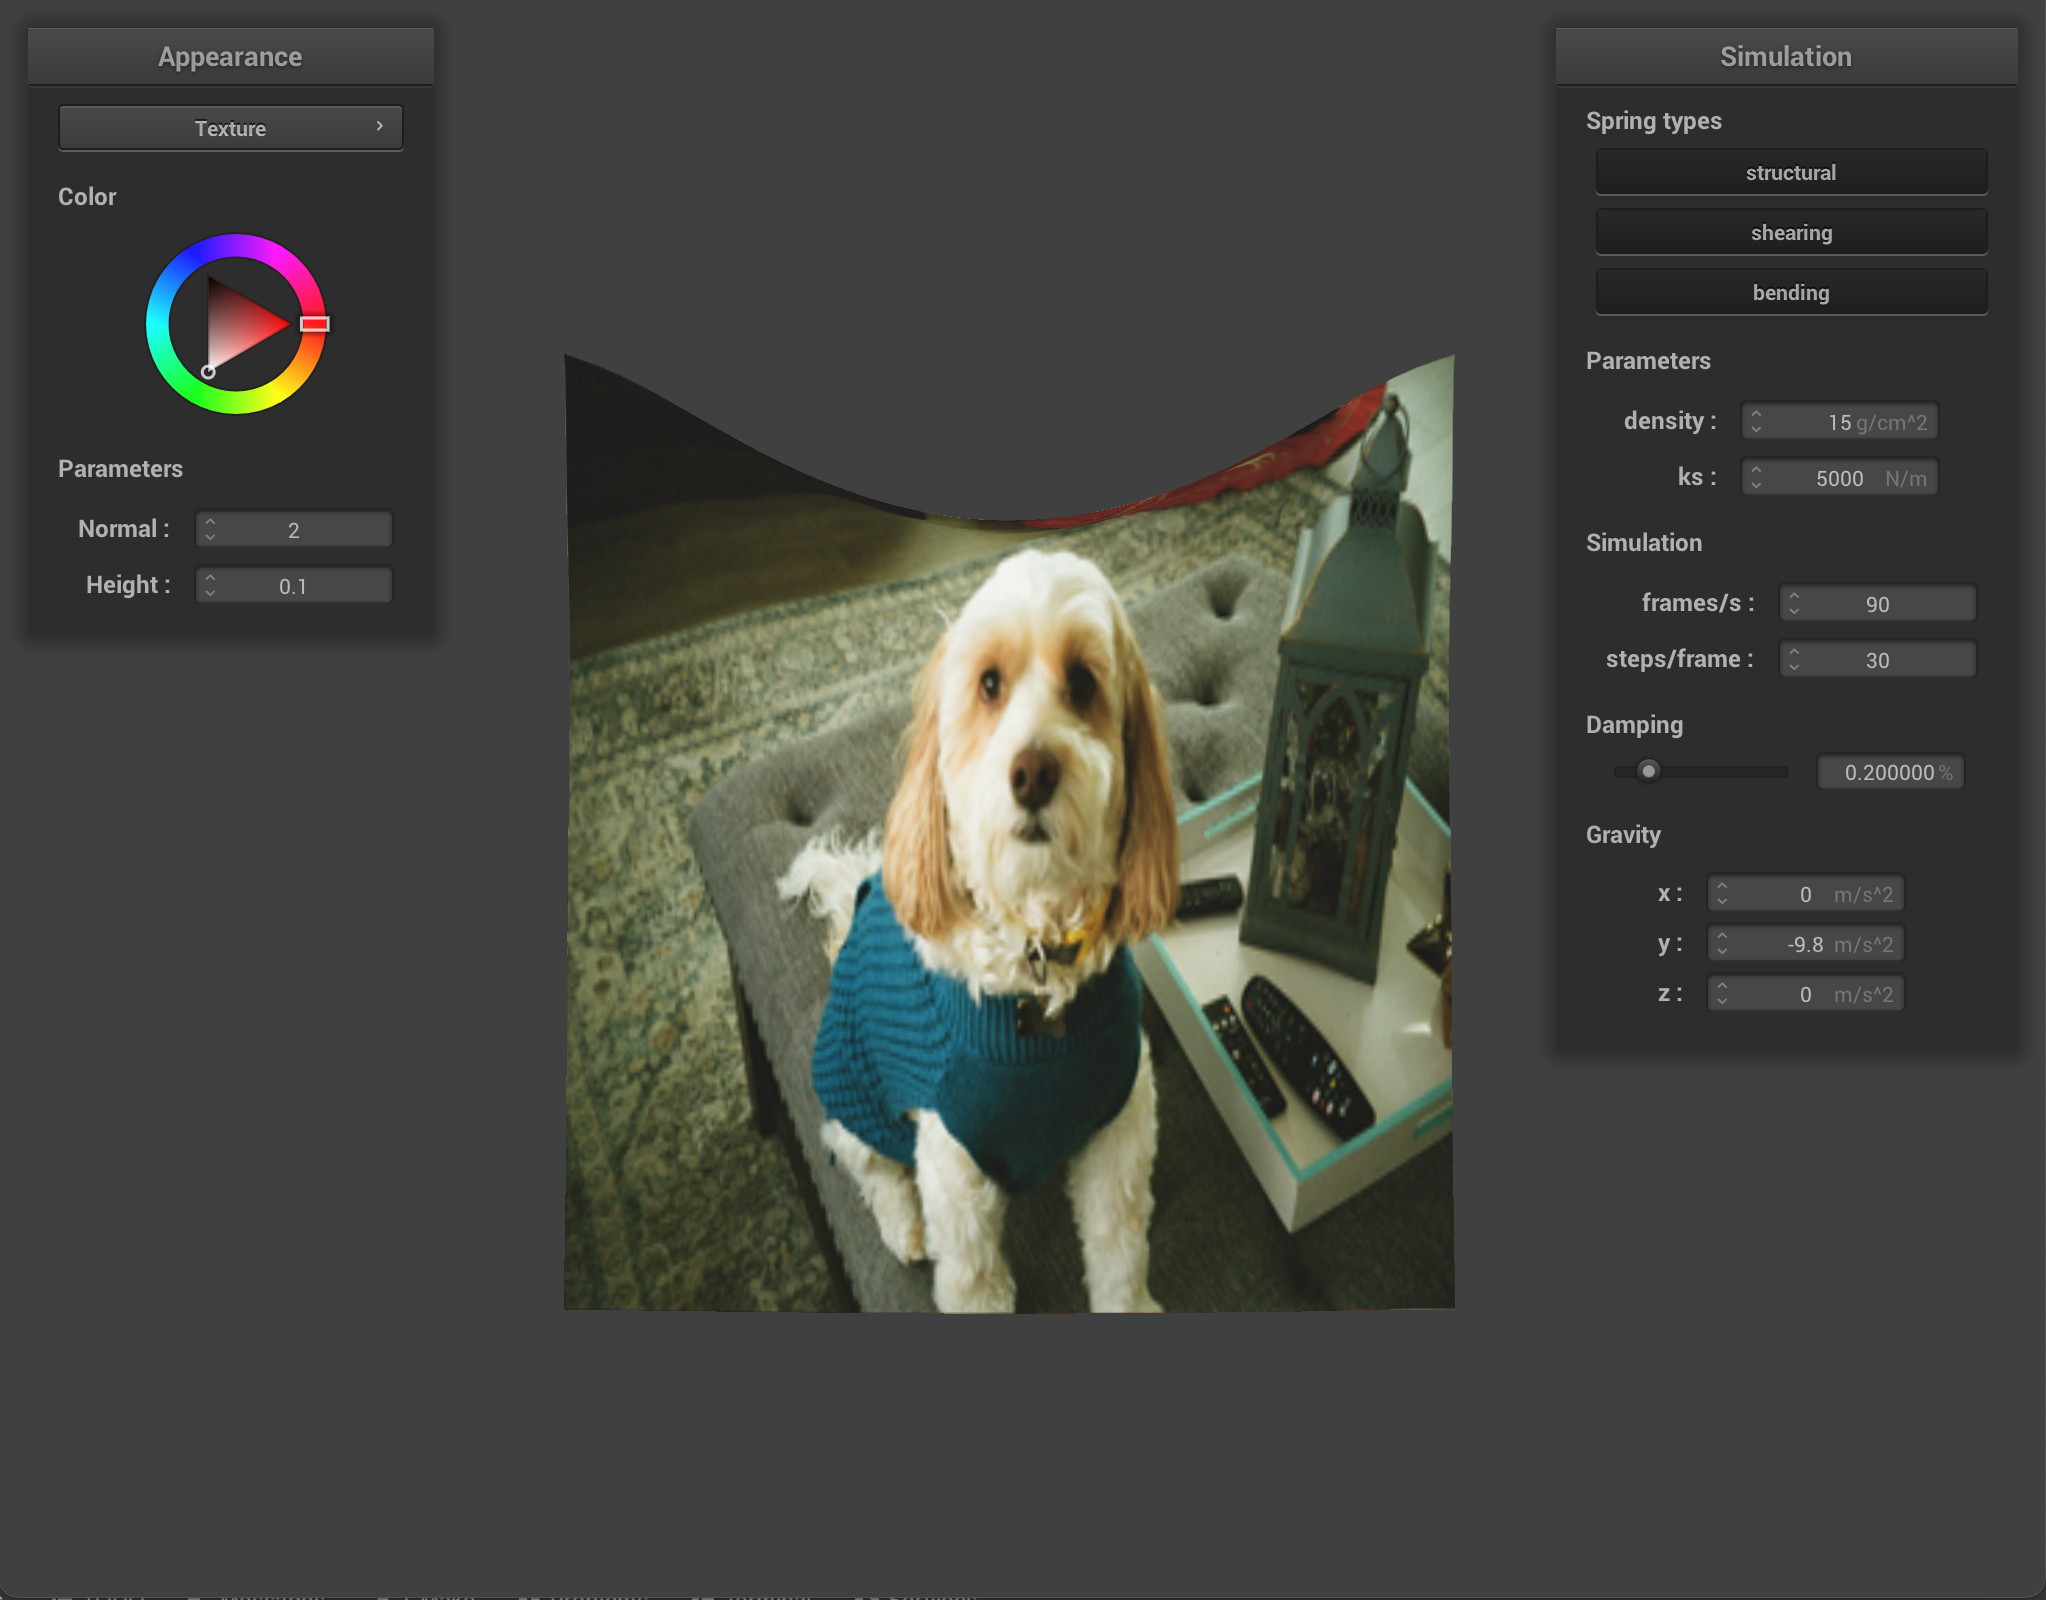 Appearance
Texture
Color
Parameters
Normal : 2
Height : 0.1
Simulation
Spring types
structural
shearing
bending
Parameters
density : 15 g/cm^2
ks : 5000 N/m
Simulation
frames/s : 90
steps/frame : 30
Damping
0.200000 %
Gravity
x : 0 m/s^2
y : -9.8 m/s^2
z : 0 m/s^2